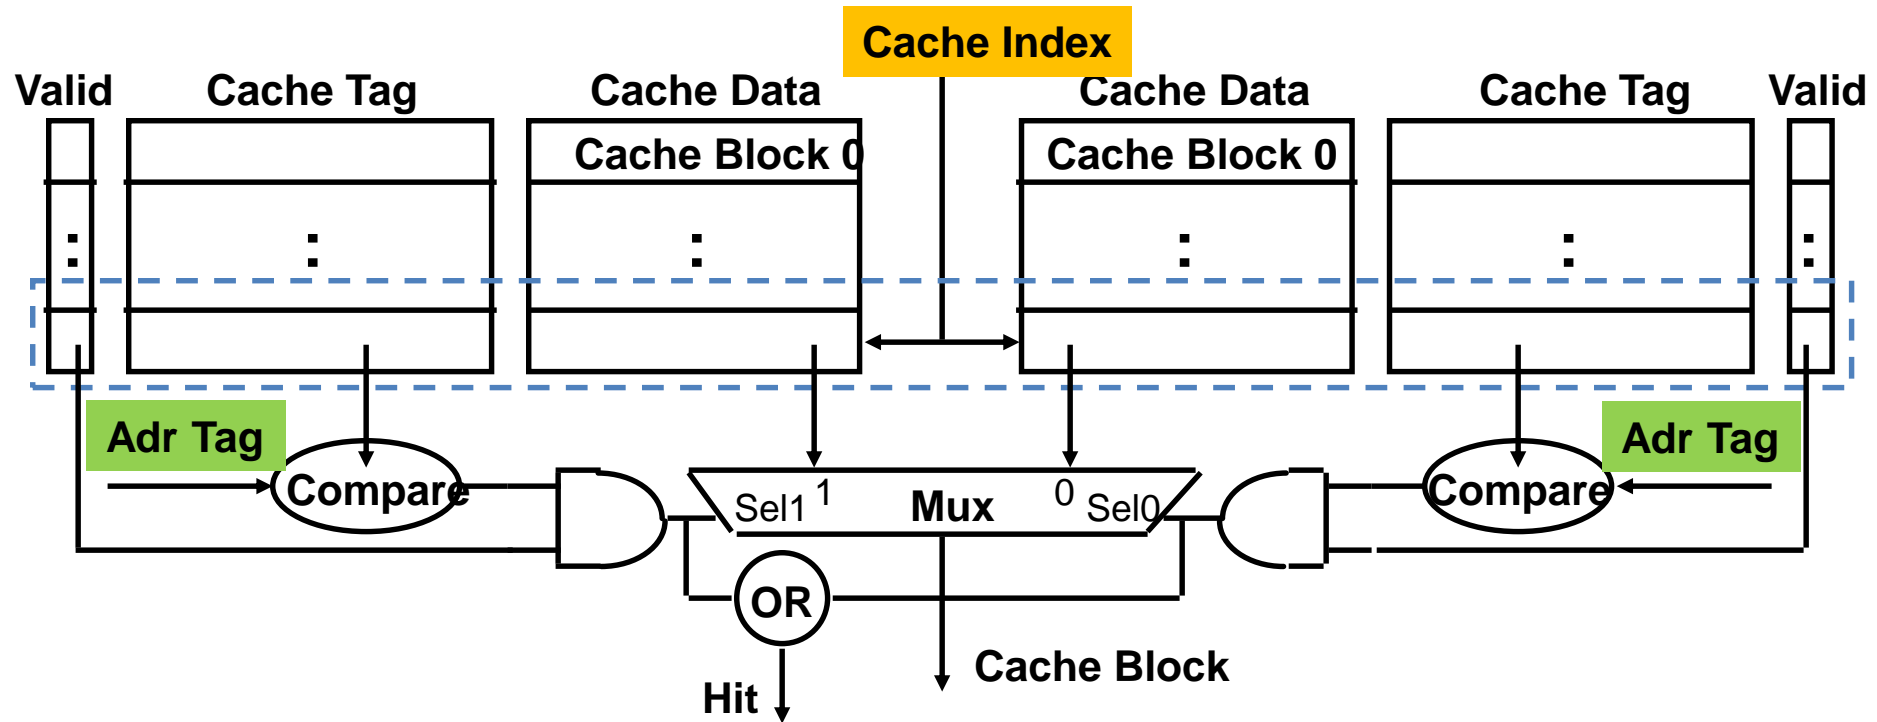 Cache Index
Valid Cache Tag Cache Data Cache Data Cache Tag Valid
Cache Block 0 Cache Block 0
: : : : : :
Adr Tag Adr Tag
Compare Sel1 1 Mux 0 Sel0 Compare
OR
Cache Block
Hit